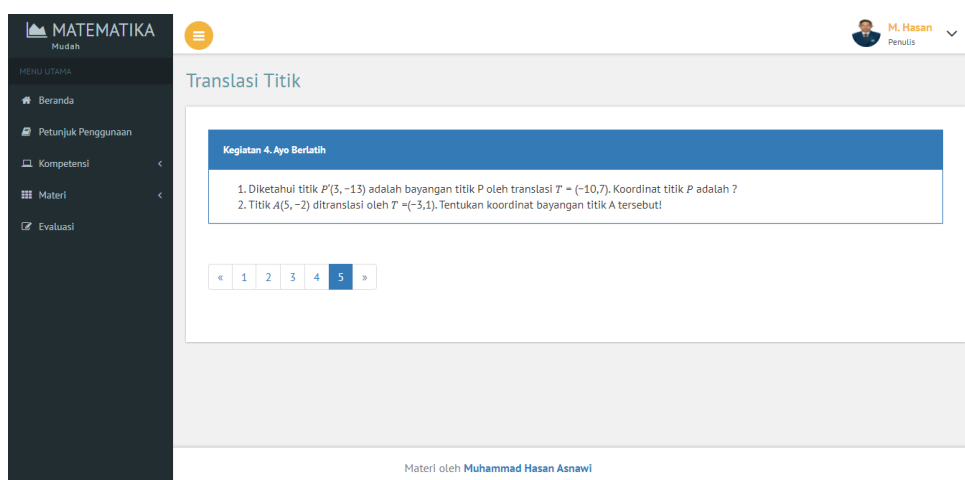 MATEMATIKA
Mudah
MENU UTAMA
Beranda
Petunjuk Penggunaan
Kompetensi
Materi
Evaluasi
M. Hasan
Penulis
Translasi Titik
Kegiatan 4. Ayo Berlatih
1. Diketahui titik P′(3, −13) adalah bayangan titik P oleh translasi T = (−10,7). Koordinat titik P adalah ?
2. Titik A(5, −2) ditranslasi oleh T =(−3,1). Tentukan koordinat bayangan titik A tersebut!
« 1 2 3 4 5 »
Materi oleh Muhammad Hasan Asnawi